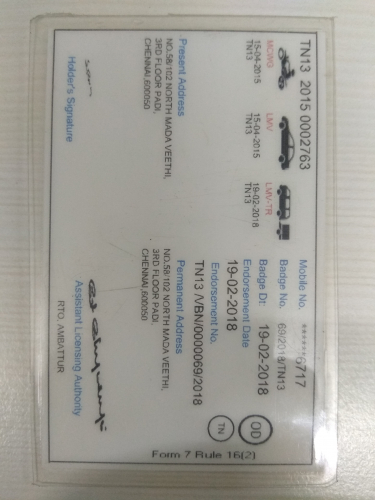 TN13 2015 0002763
MCWG
15-04-2015
TN13
LMV
15-04-2015
TN13
LMV-TR
19-02-2018
TN13
Mobile No. ******6717
Badge No. 69/2018/TN13
Badge Dt: 19-02-2018
Endorsement Date
19-02-2018
Endorsement No.
TN13 /VBN/0000069/2018
OD
TN
Present Address
NO.58/102 NORTH MADA VEETHI,
3RD FLOOR PADI,
CHENNAI,600050
Permanent Address
NO.58/102 NORTH MADA VEETHI,
3RD FLOOR PADI,
CHENNAI,600050
Holder's Signature
Assistant Licensing Authority
RTO, AMBATTUR
Form 7 Rule 16(2)